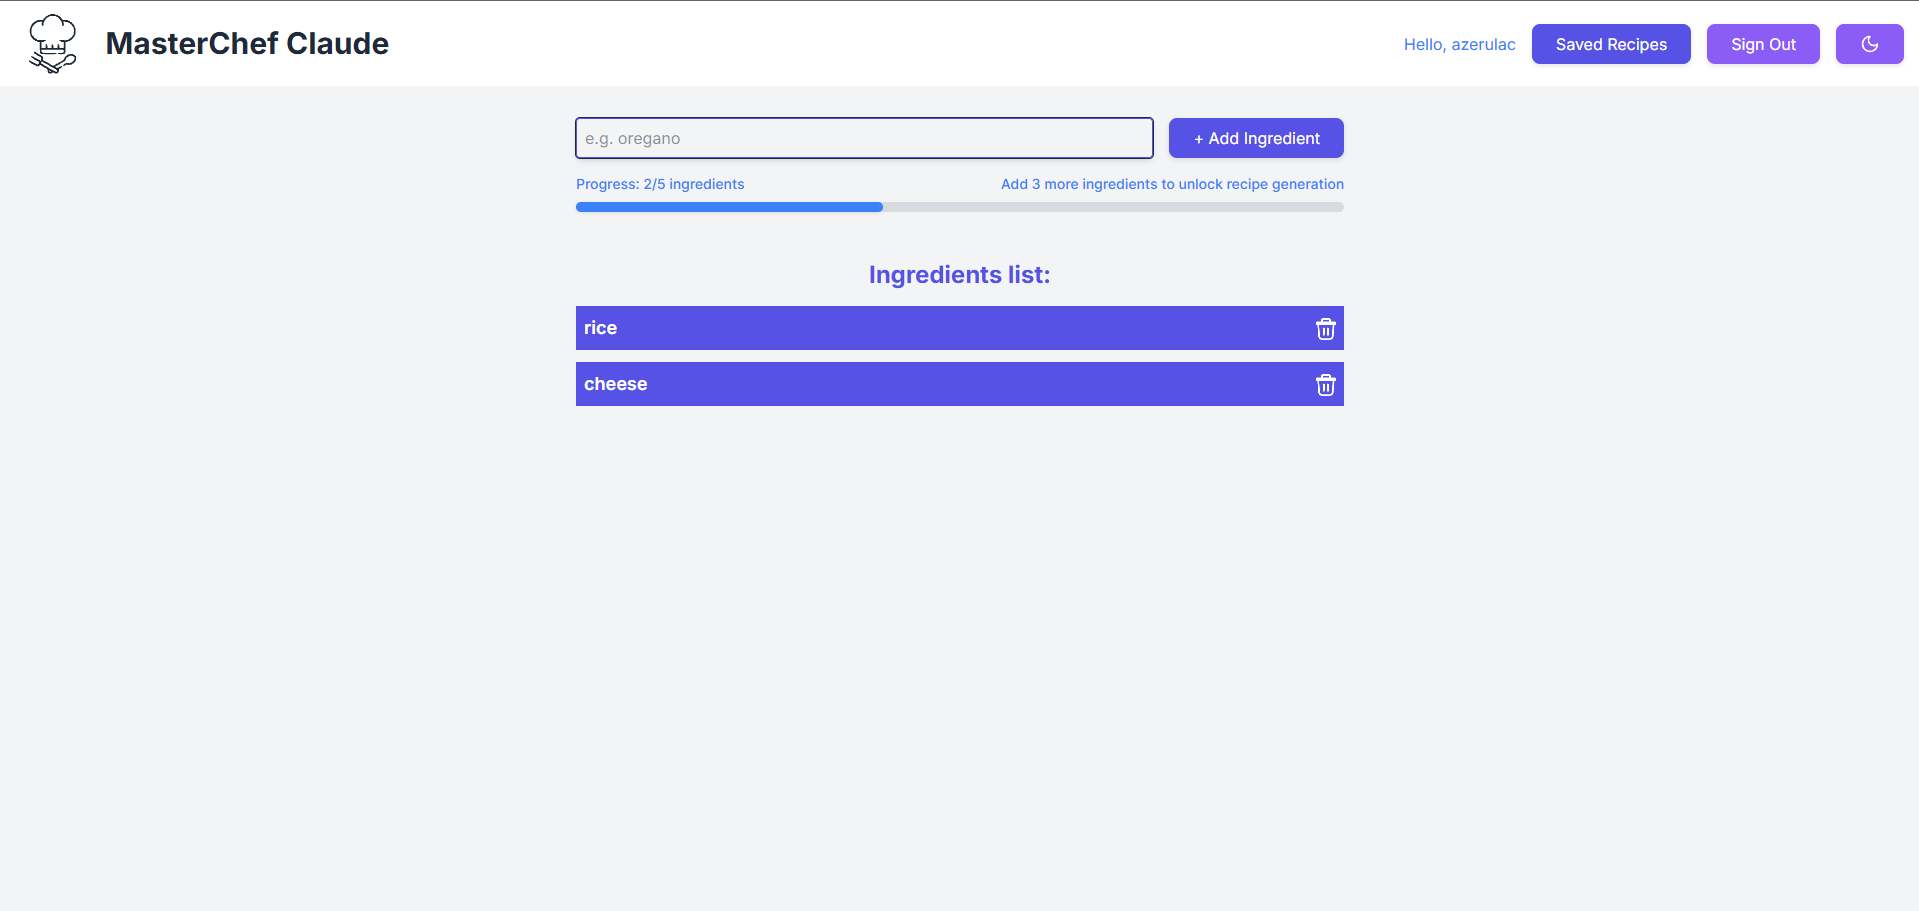 MasterChef Claude
Hello, azerulac
Saved Recipes
Sign Out
e.g. oregano
+ Add Ingredient
Progress: 2/5 ingredients
Add 3 more ingredients to unlock recipe generation
Ingredients list:
rice
cheese